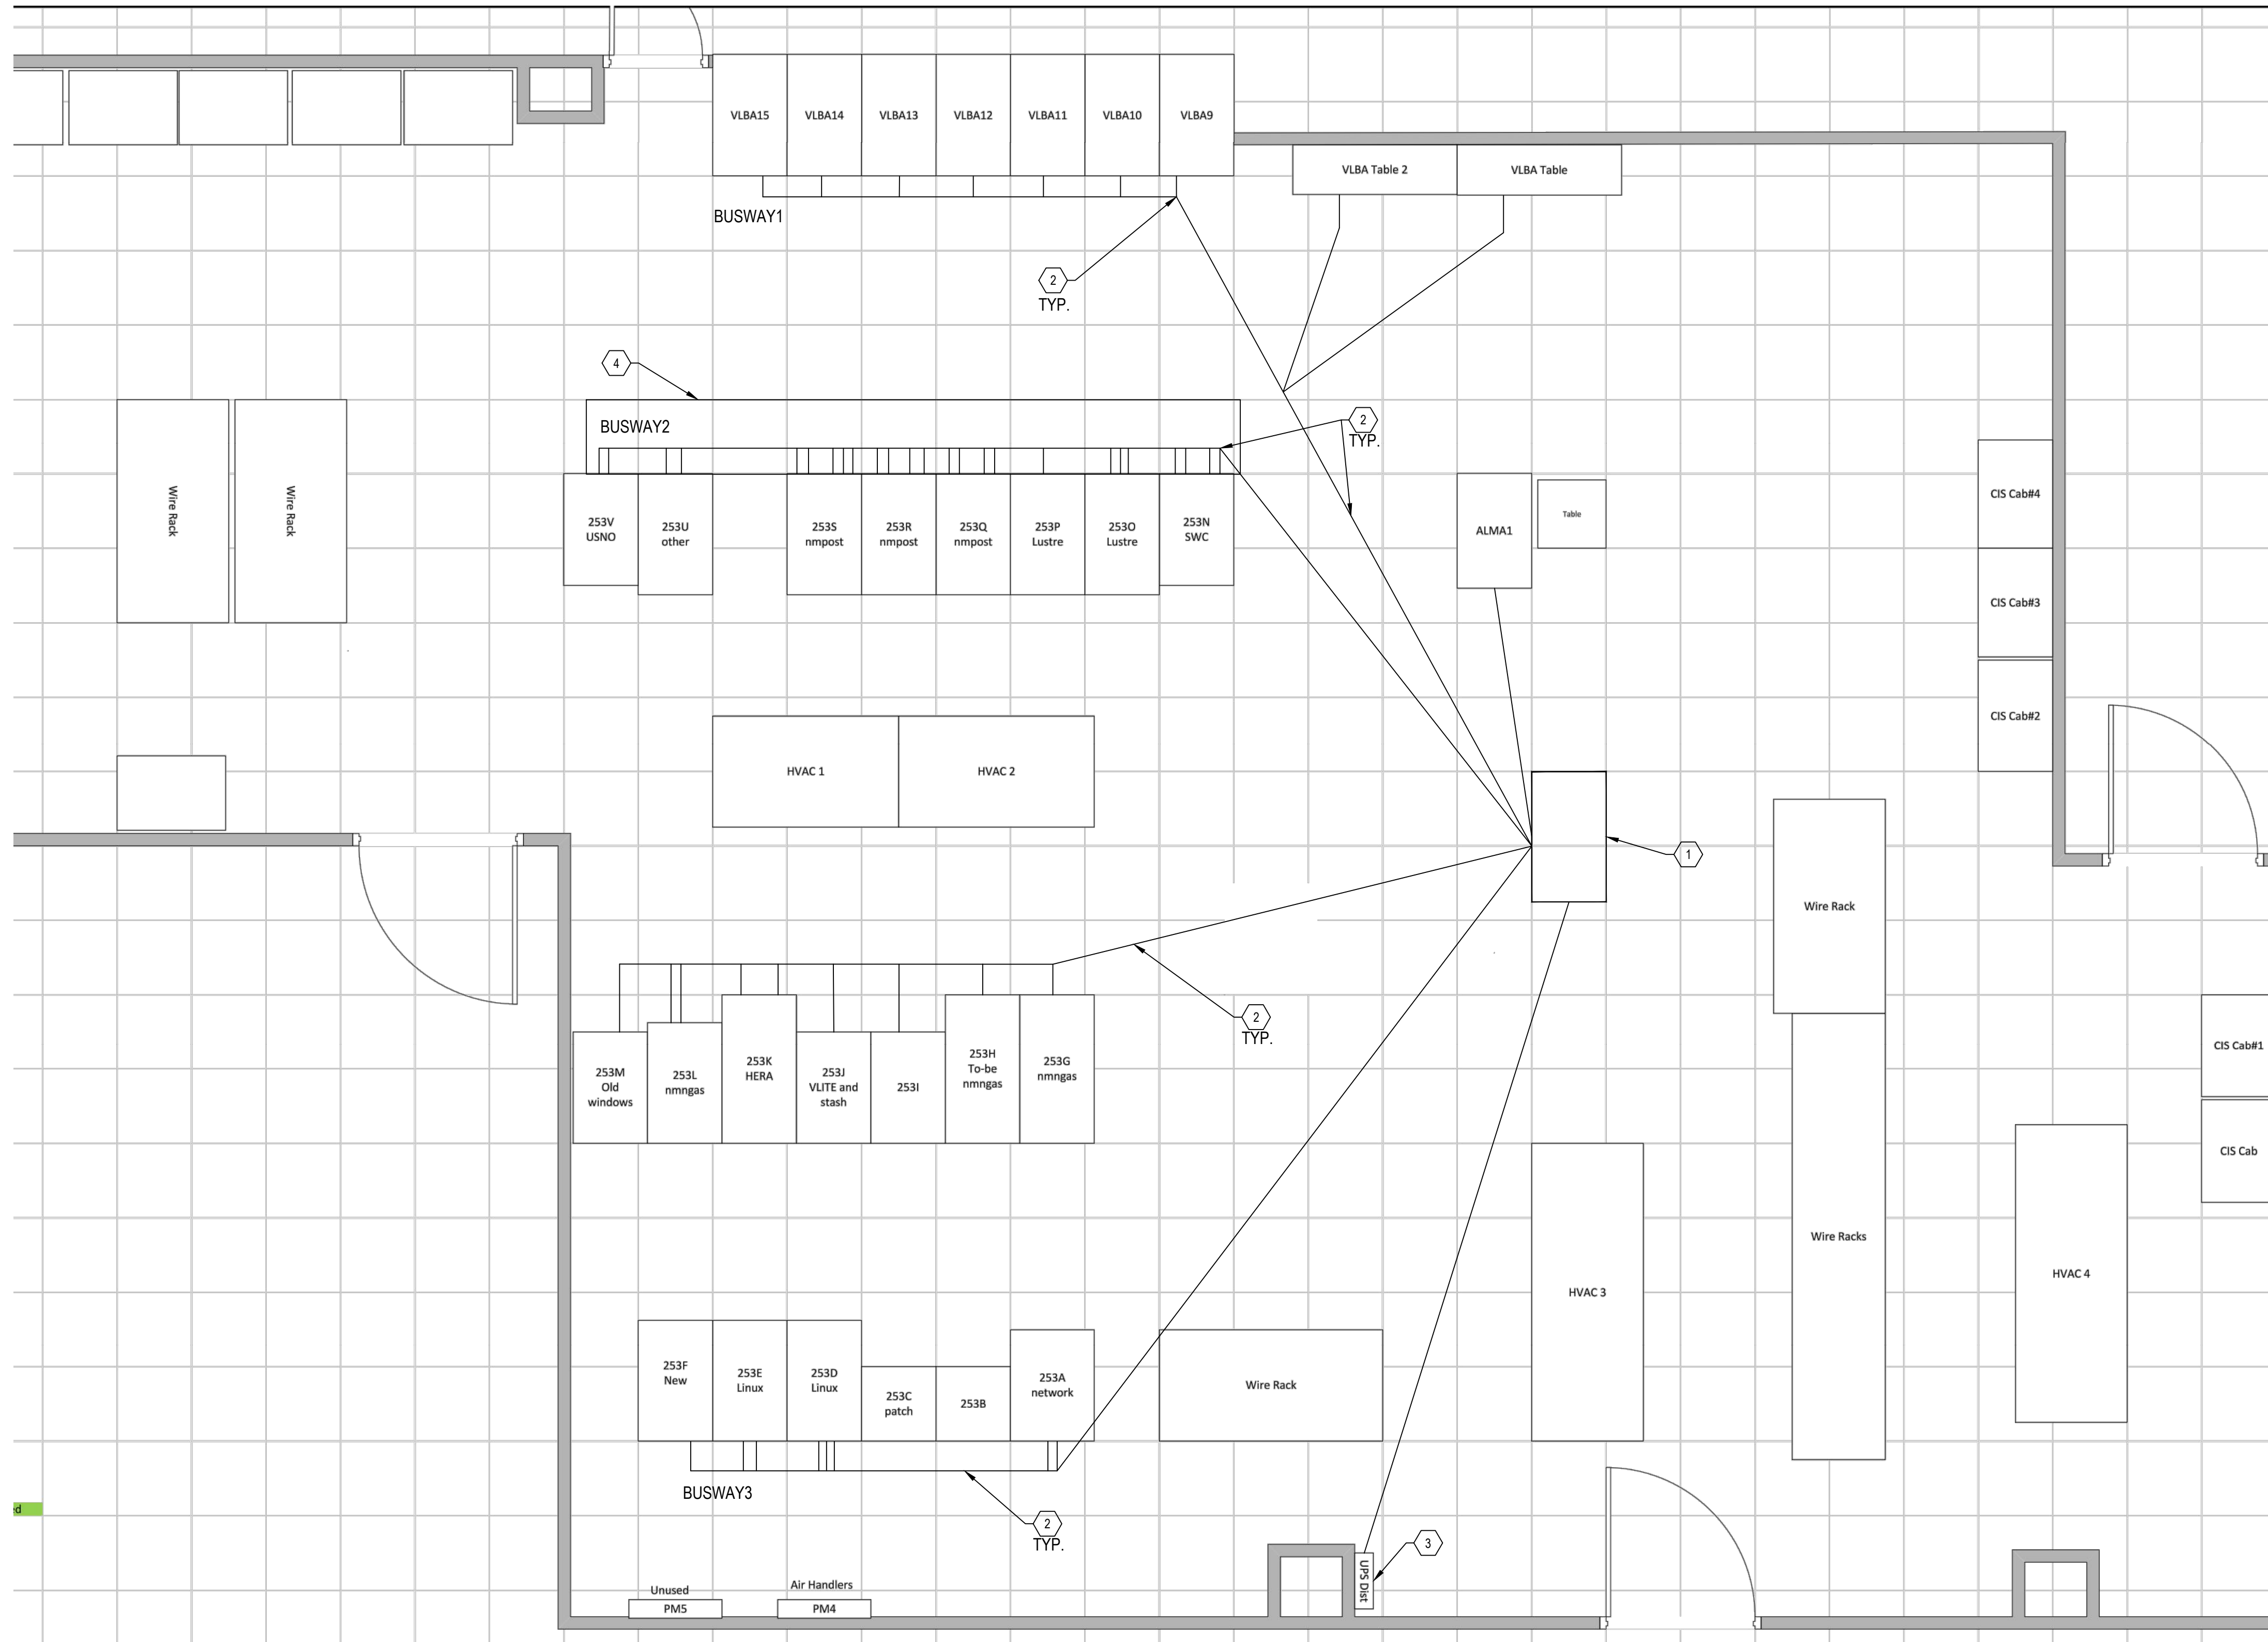 VLBA15
VLBA14
VLBA13
VLBA12
VLBA11
VLBA10
VLBA9
VLBA Table 2
VLBA Table
BUSWAY1
2
TYP.
4
BUSWAY2
2
TYP.
Wire Rack
Wire Rack
253V
USNO
253U
other
253S
nmpost
253R
nmpost
253Q
nmpost
253P
Lustre
253O
Lustre
253N
SWC
ALMA1
Table
CIS Cab#4
CIS Cab#3
CIS Cab#2
HVAC 1
HVAC 2
1
Wire Rack
2
TYP.
253M
Old
windows
253L
nmngas
253K
HERA
253J
VLITE and
stash
253I
253H
To-be
nmngas
253G
nmngas
CIS Cab#1
CIS Cab
Wire Racks
HVAC 3
HVAC 4
253F
New
253E
Linux
253D
Linux
253C
patch
253B
253A
network
Wire Rack
BUSWAY3
ed
2
TYP.
3
UPS Dist
Unused
PM5
Air Handlers
PM4